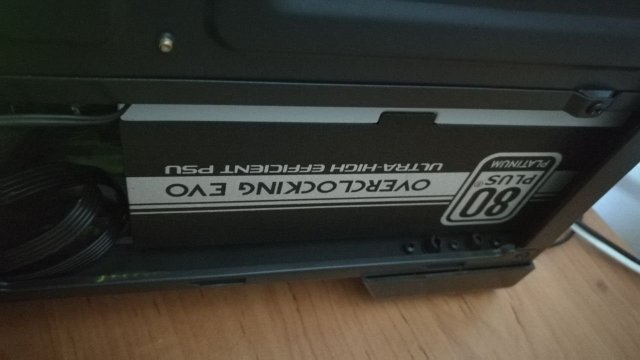 OVERCLOCKING EVO
ULTRA-HIGH EFFICIENT PSU
80
PLUS®
PLATINUM